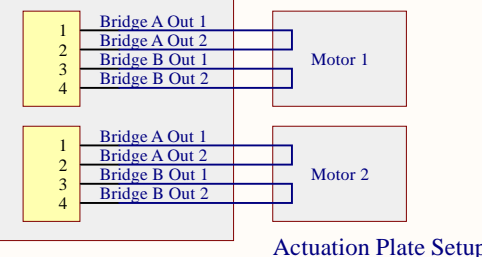 1 Bridge A Out 1
2 Bridge A Out 2
3 Bridge B Out 1
4 Bridge B Out 2
Motor 1
1 Bridge A Out 1
2 Bridge A Out 2
3 Bridge B Out 1
4 Bridge B Out 2
Motor 2
Actuation Plate Setup